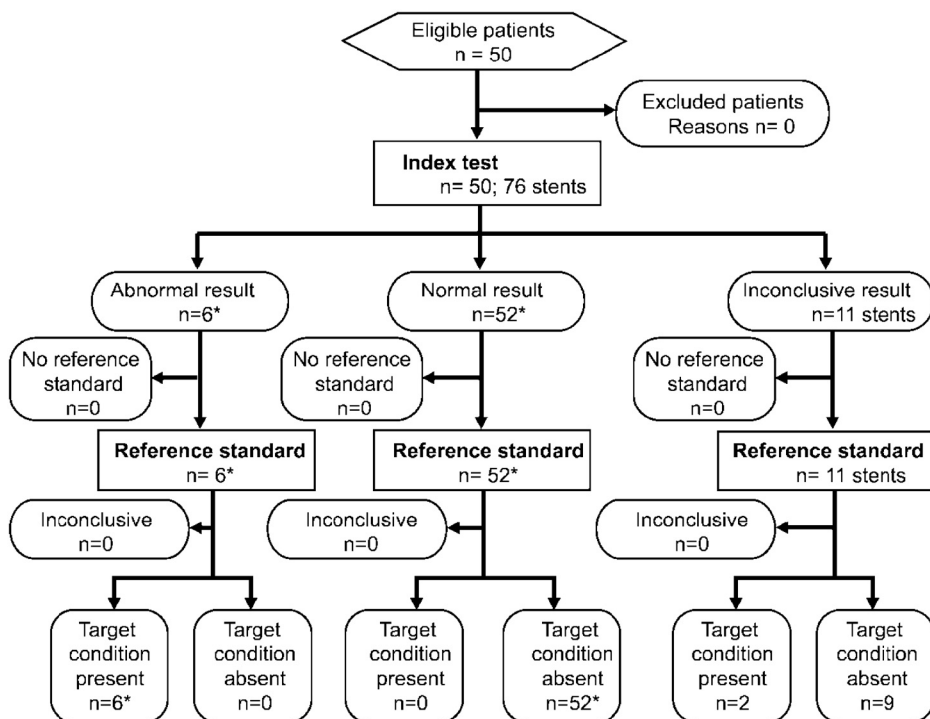 Eligible patients
n = 50
Excluded patients
Reasons n= 0
Index test
n= 50; 76 stents
Abnormal result
n=6*
Normal result
n=52*
Inconclusive result
n=11 stents
No reference
standard
n=0
No reference
standard
n=0
No reference
standard
n=0
Reference standard
n= 6*
Reference standard
n= 52*
Reference standard
n= 11 stents
Inconclusive
n=0
Inconclusive
n=0
Inconclusive
n=0
Target
condition
present
n=6*
Target
condition
absent
n=0
Target
condition
present
n=0
Target
condition
absent
n=52*
Target
condition
present
n=2
Target
condition
absent
n=9